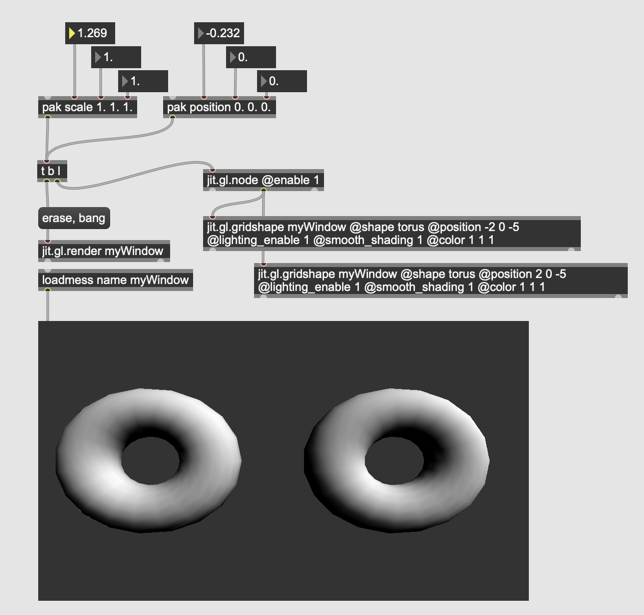 1.269
-0.232
1.
0.
1.
0.
pak scale 1. 1. 1.
pak position 0. 0. 0.
t b l
jit.gl.node @enable 1
erase, bang
jit.gl.gridshape myWindow @shape torus @position -2 0 -5
@lighting_enable 1 @smooth_shading 1 @color 1 1 1
jit.gl.render myWindow
loadmess name myWindow
jit.gl.gridshape myWindow @shape torus @position 2 0 -5
@lighting_enable 1 @smooth_shading 1 @color 1 1 1